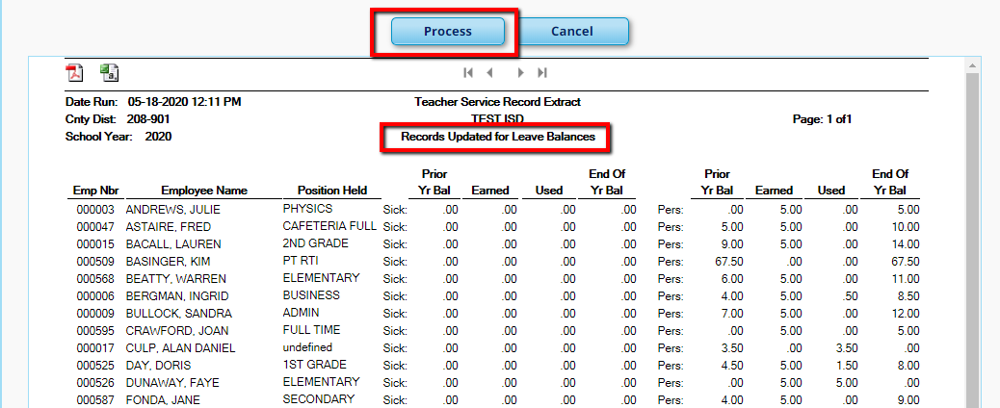 Process Cancel
Date Run: 05-18-2020 12:11 PM Teacher Service Record Extract
Cnty Dist: 208-901 TEST ISD Page: 1 of1
School Year: 2020 Records Updated for Leave Balances
Prior End Of Prior End Of
Emp Nbr Employee Name Position Held Yr Bal Earned Used Yr Bal Yr Bal Earned Used Yr Bal
000003 ANDREWS, JULIE PHYSICS Sick: .00 .00 .00 .00 Pers: .00 5.00 .00 5.00
000047 ASTAIRE, FRED CAFETERIA FULL Sick: .00 .00 .00 .00 Pers: 5.00 5.00 .00 10.00
000015 BACALL, LAUREN 2ND GRADE Sick: .00 .00 .00 .00 Pers: 9.00 5.00 .00 14.00
000509 BASINGER, KIM PT RTI Sick: .00 .00 .00 .00 Pers: 67.50 .00 .00 67.50
000568 BEATTY, WARREN ELEMENTARY Sick: .00 .00 .00 .00 Pers: 6.00 5.00 .00 11.00
000006 BERGMAN, INGRID BUSINESS Sick: .00 .00 .00 .00 Pers: 4.00 5.00 .50 8.50
000009 BULLOCK, SANDRA ADMIN Sick: .00 .00 .00 .00 Pers: 7.00 5.00 .00 12.00
000595 CRAWFORD, JOAN FULL TIME Sick: .00 .00 .00 .00 Pers: .00 5.00 .00 5.00
000017 CULP, ALAN DANIEL undefined Sick: .00 .00 .00 .00 Pers: 3.50 .00 3.50 .00
000525 DAY, DORIS 1ST GRADE Sick: .00 .00 .00 .00 Pers: 4.50 5.00 1.50 8.00
000526 DUNAWAY, FAYE ELEMENTARY Sick: .00 .00 .00 .00 Pers: .00 5.00 5.00 .00
000587 FONDA, JANE SECONDARY Sick: .00 .00 .00 .00 Pers: 4.00 5.00 .00 9.00